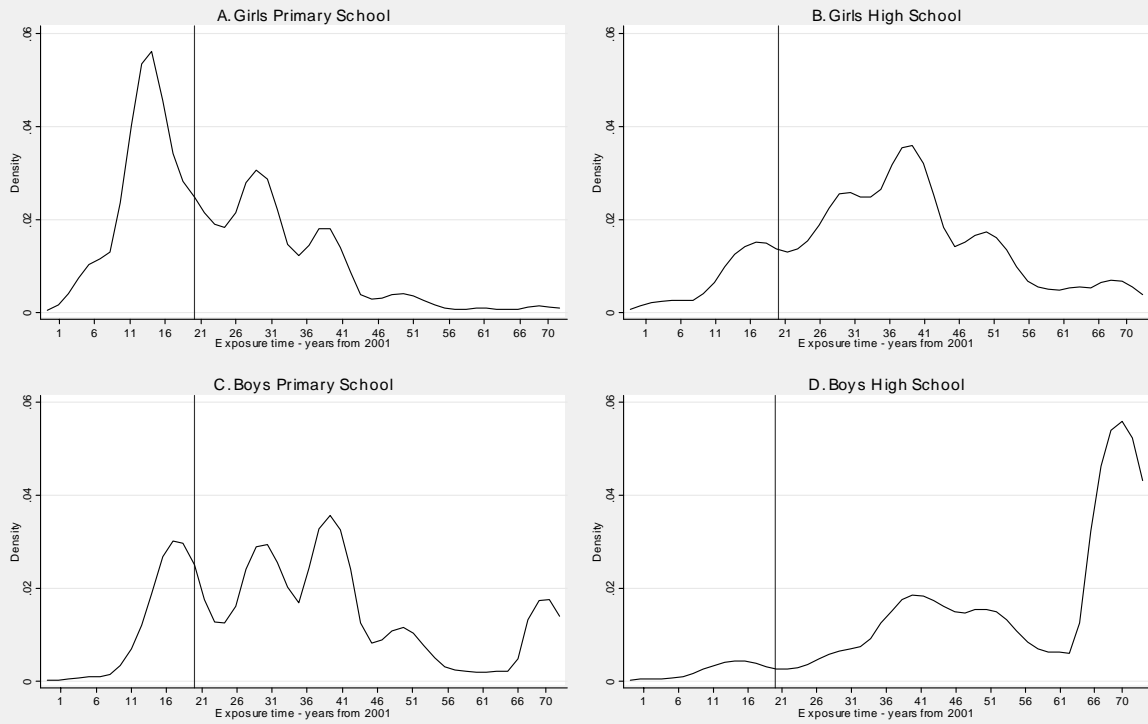 A. Girls Primary School
.06
.04
.02
0
Density
1 6 11 16 21 26 31 36 41 46 51 56 61 66 70
Exposure time - years from 2001
B. Girls High School
.06
.04
.02
0
Density
1 6 11 16 21 26 31 36 41 46 51 56 61 66 70
Exposure time - years from 2001
C. Boys Primary School
.06
.04
.02
0
Density
1 6 11 16 21 26 31 36 41 46 51 56 61 66 70
Exposure time - years from 2001
D. Boys High School
.06
.04
.02
0
Density
1 6 11 16 21 26 31 36 41 46 51 56 61 66 70
Exposure time - years from 2001